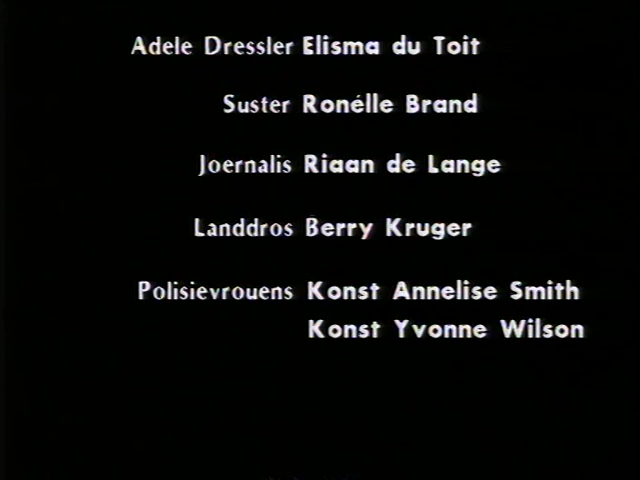 Adele Dressler Elisma du Toit
Suster Ronélle Brand
Joernalis Riaan de Lange
Landdros Berry Kruger
Polisievrouens Konst Annelise Smith
Konst Yvonne Wilson